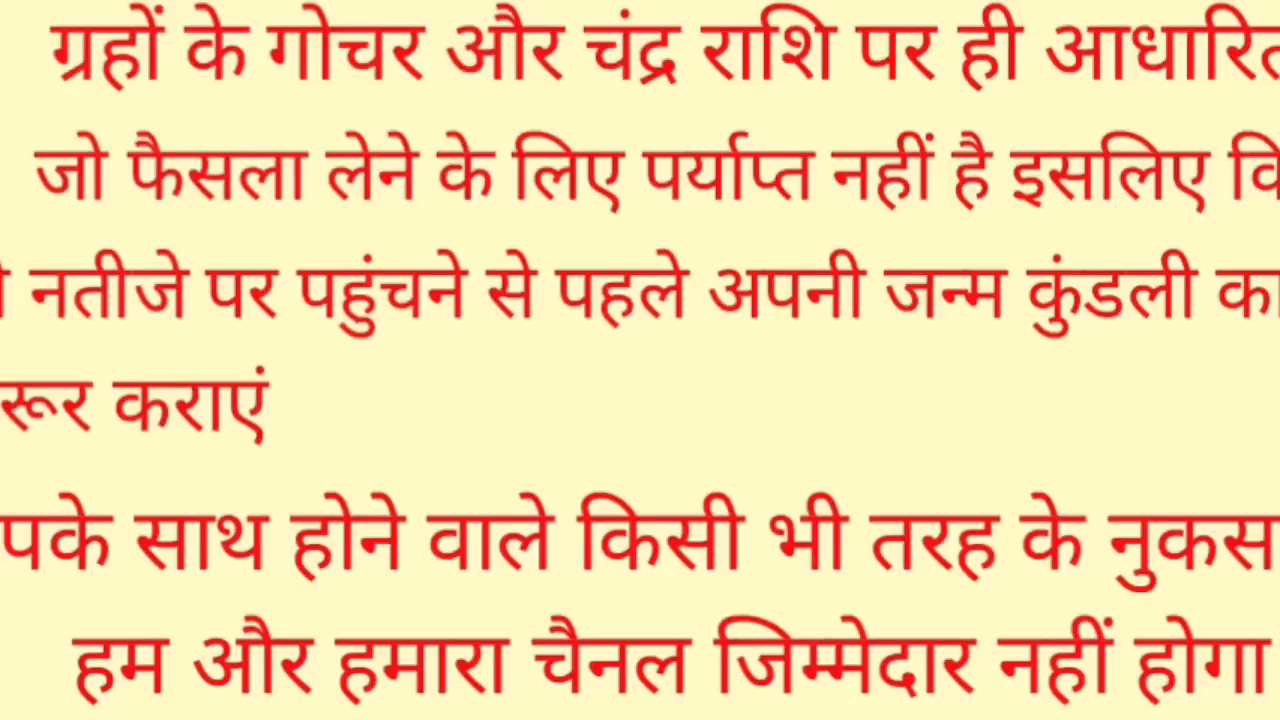 ग्रहों के गोचर और चंद्र राशि पर ही आधारित
जो फैसला लेने के लिए पर्याप्त नहीं है इसलिए
नतीजे पर पहुंचने से पहले अपनी जन्म कुंडली
कराएं
साथ होने वाले किसी भी तरह के
हम और हमारा चैनल जिम्मेदार नहीं होगा